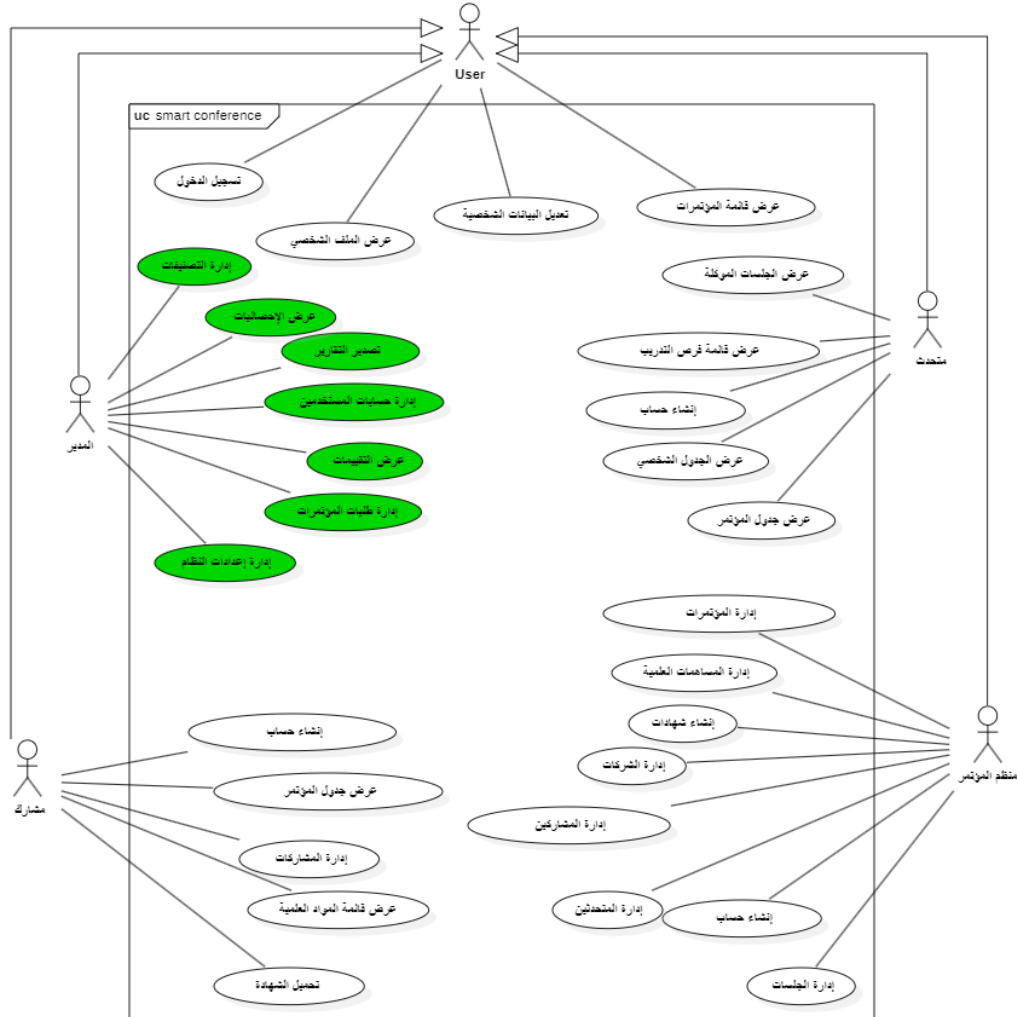 User
uc smart conference
تسجيل الدخول
عرض الملف الشخصي
تعديل البيانات الشخصية
عرض قائمة المؤتمرات
إدارة التصنيفات
عرض الإحصائيات
تصدير التقارير
إدارة حسابات المستخدمين
عرض التقييمات
إدارة طلبات المؤتمرات
إدارة إعدادات النظام
المدير
عرض الجلسات الموكلة
عرض قائمة فرص التدريب
إنشاء حساب
عرض الجدول الشخصي
عرض جدول المؤتمر
متحدث
إدارة المؤتمرات
إدارة المساهمات العلمية
إنشاء شهادات
إدارة الشركات
إدارة المشاركين
إدارة المتحدثين
إنشاء حساب
إدارة الجلسات
منظم المؤتمر
إنشاء حساب
عرض جدول المؤتمر
إدارة المشاركات
عرض قائمة المواد العلمية
تحميل الشهادة
مشارك